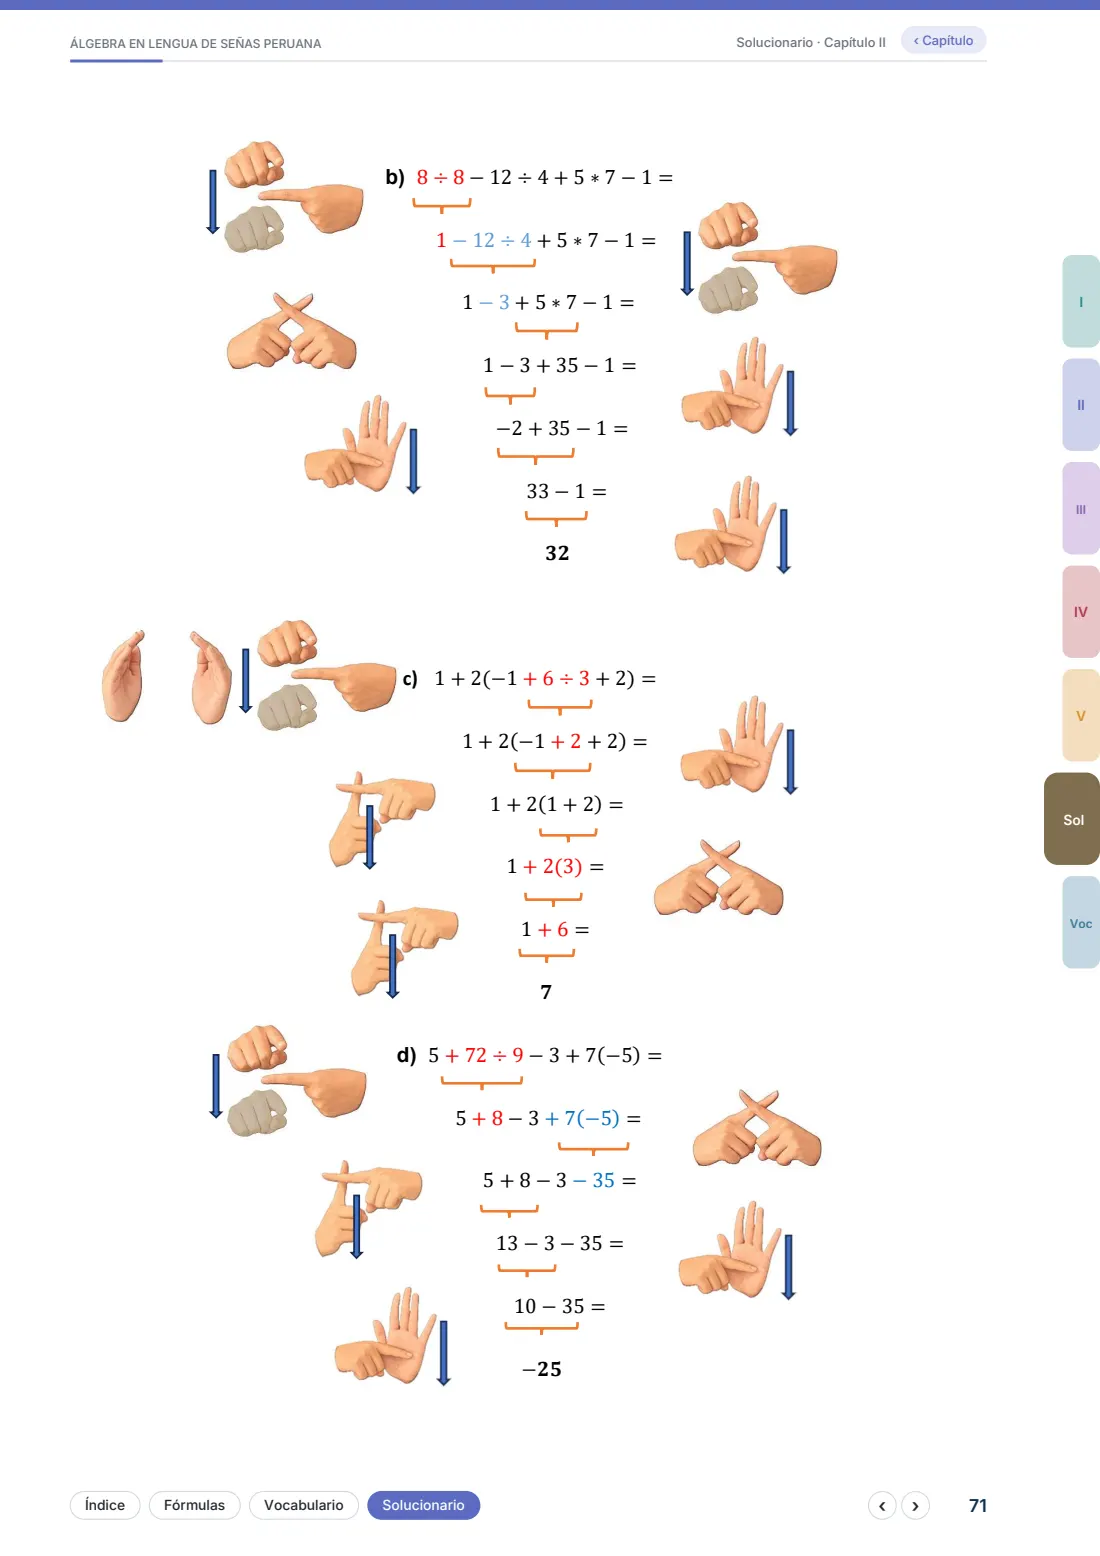 ÁLGEBRA EN LENGUA DE SEÑAS PERUANA
Solucionario · Capítulo II
‹ Capítulo
b) 8 ÷ 8 − 12 ÷ 4 + 5 ∗ 7 − 1 =
1 − 12 ÷ 4 + 5 ∗ 7 − 1 =
1 − 3 + 5 ∗ 7 − 1 =
1 − 3 + 35 − 1 =
−2 + 35 − 1 =
33 − 1 =
32
c) 1 + 2(−1 + 6 ÷ 3 + 2) =
1 + 2(−1 + 2 + 2) =
1 + 2(1 + 2) =
1 + 2(3) =
1 + 6 =
7
d) 5 + 72 ÷ 9 − 3 + 7(−5) =
5 + 8 − 3 + 7(−5) =
5 + 8 − 3 − 35 =
13 − 3 − 35 =
10 − 35 =
−25
I
II
III
IV
V
Sol
Voc
Índice
Fórmulas
Vocabulario
Solucionario
‹
›
71